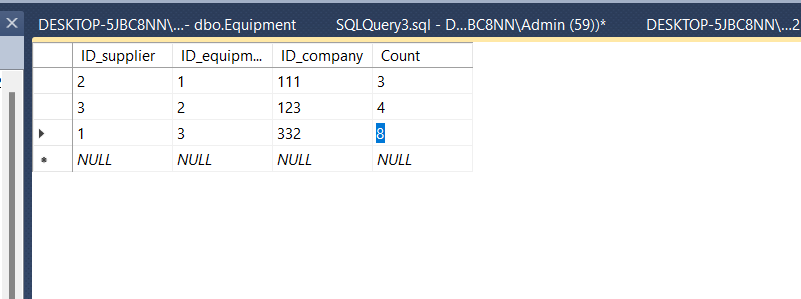 DESKTOP-5JBC8NN\...- dbo.Equipment SQLQuery3.sql - D...BC8NN\Admin (59))* DESKTOP-5JBC8NN\...2
ID_supplier ID_equipm... ID_company Count
2 1 111 3
3 2 123 4
1 3 332 8
NULL NULL NULL NULL